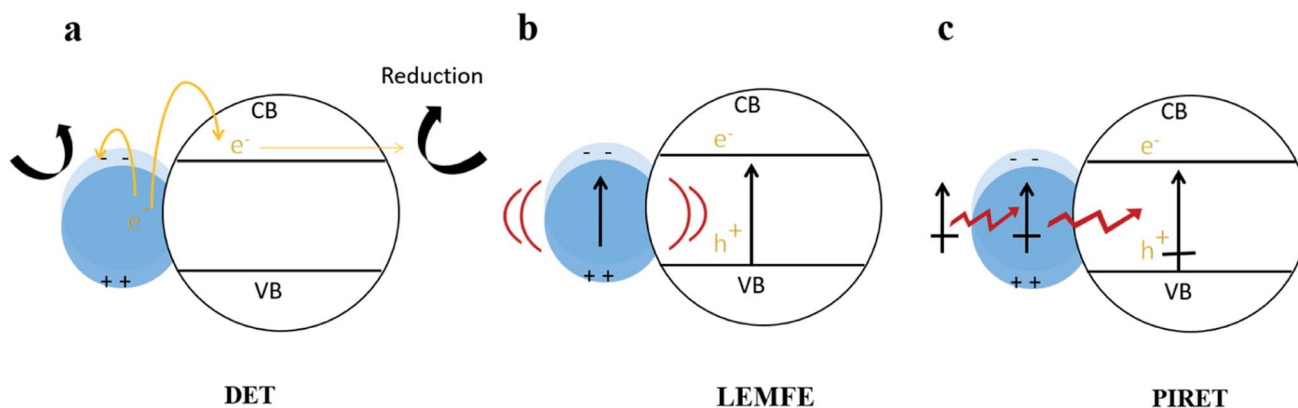 a
Reduction
CB
e⁻
- -
e⁻
+ +
VB
DET
b
CB
e⁻
- -
h⁺
+ +
VB
LEMFE
c
CB
e⁻
- -
h⁺
+ +
VB
PIRET